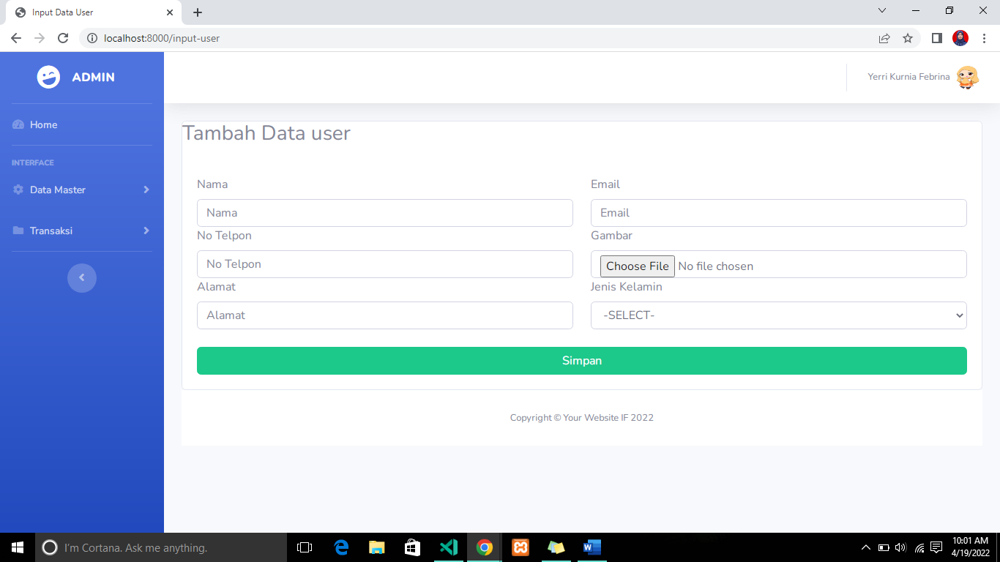 Input Data User
localhost:8000/input-user
ADMIN
Yerri Kurnia Febrina
Home
INTERFACE
Data Master
Transaksi
Tambah Data user
Nama
Email
Nama
Email
No Telpon
Gambar
No Telpon
Choose File No file chosen
Alamat
Jenis Kelamin
Alamat
-SELECT-
Simpan
Copyright © Your Website IF 2022
I'm Cortana. Ask me anything.
10:01 AM
4/19/2022